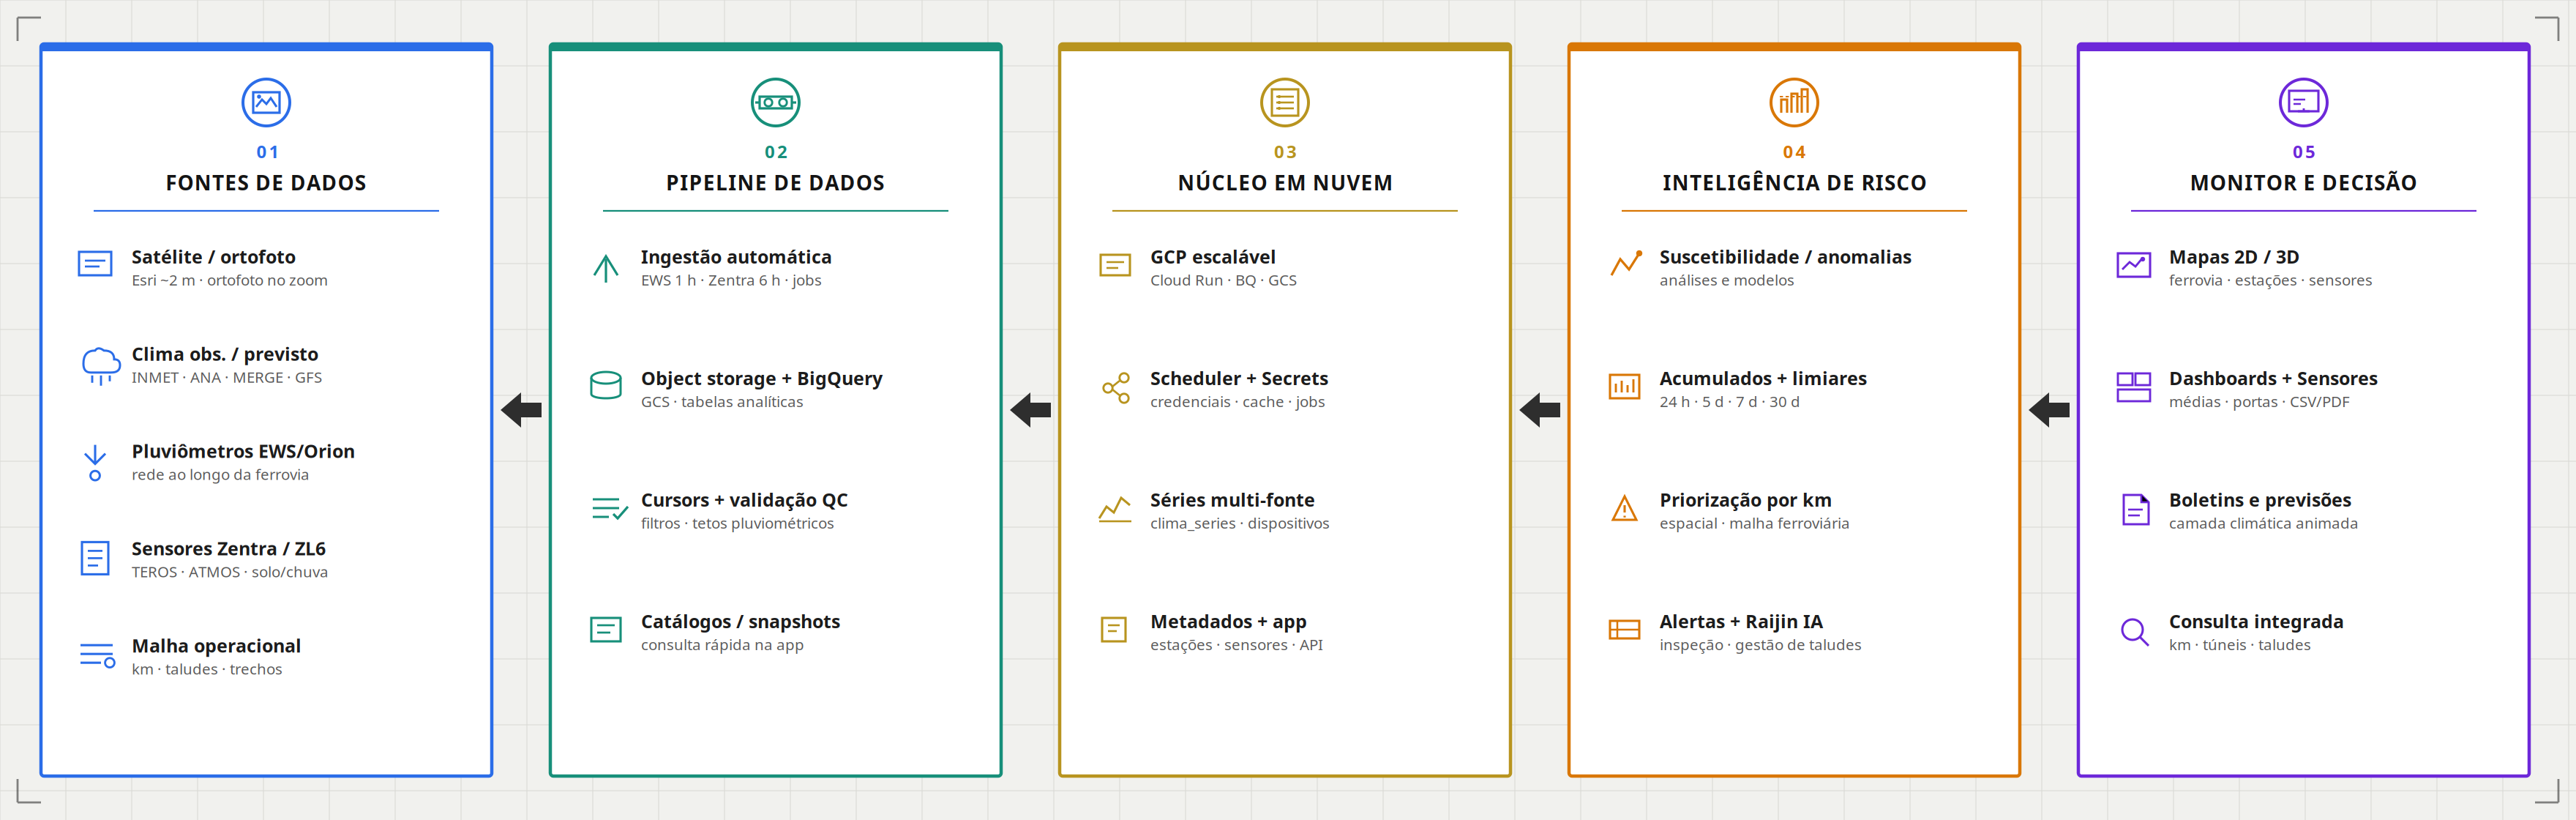 01
FONTES DE DADOS
Satélite / ortofoto
Esri ~2 m · ortofoto no zoom
Clima obs. / previsto
INMET · ANA · MERGE · GFS
Pluviômetros EWS/Orion
rede ao longo da ferrovia
Sensores Zentra / ZL6
TEROS · ATMOS · solo/chuva
Malha operacional
km · taludes · trechos
02
PIPELINE DE DADOS
Ingestão automática
EWS 1 h · Zentra 6 h · jobs
Object storage + BigQuery
GCS · tabelas analíticas
Cursors + validação QC
filtros · tetos pluviométricos
Catálogos / snapshots
consulta rápida na app
03
NÚCLEO EM NUVEM
GCP escalável
Cloud Run · BQ · GCS
Scheduler + Secrets
credenciais · cache · jobs
Séries multi-fonte
clima_series · dispositivos
Metadados + app
estações · sensores · API
04
INTELIGÊNCIA DE RISCO
Suscetibilidade / anomalias
análises e modelos
Acumulados + limiares
24 h · 5 d · 7 d · 30 d
Priorização por km
espacial · malha ferroviária
Alertas + Raijin IA
inspeção · gestão de taludes
05
MONITOR E DECISÃO
Mapas 2D / 3D
ferrovia · estações · sensores
Dashboards + Sensores
médias · portas · CSV/PDF
Boletins e previsões
camada climática animada
Consulta integrada
km · túneis · taludes